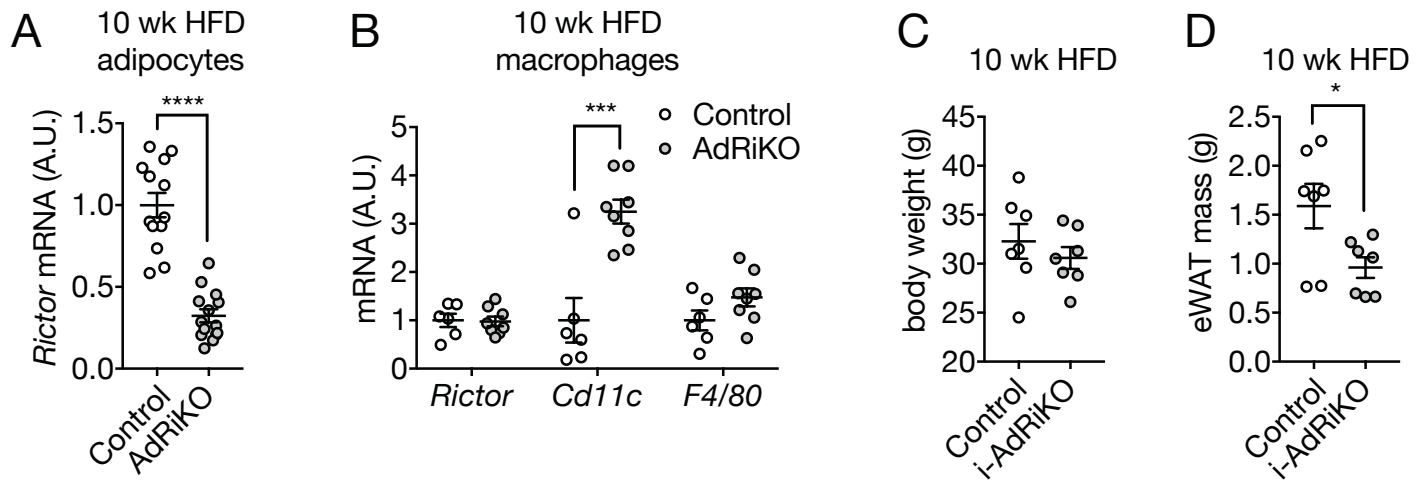 A
10 wk HFD
adipocytes
****
Rictor mRNA (A.U.)
1.5
1.0
0.5
0.0
Control
AdRiKO
B
10 wk HFD
macrophages
***
Control
AdRiKO
mRNA (A.U.)
5
4
3
2
1
0
Rictor
Cd11c
F4/80
C
10 wk HFD
body weight (g)
45
40
35
30
25
20
Control
i-AdRiKO
D
10 wk HFD
*
eWAT mass (g)
2.5
2.0
1.5
1.0
0.5
0.0
Control
i-AdRiKO